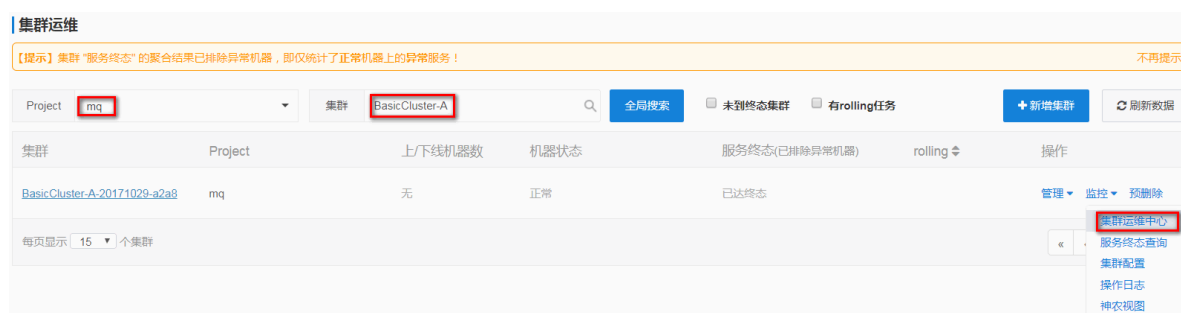 集群运维
【提示】集群 "服务终态" 的聚合结果已排除异常机器，即仅统计了正常机器上的异常服务！ 不再提示
Project mq 集群 BasicCluster-A 全局搜索 未到终态集群 有rolling任务 新增集群 刷新数据
集群 Project 上/下线机器数 机器状态 服务终态(已排除异常机器) rolling 操作
BasicCluster-A-20171029-a2a8 mq 无 正常 已达终态 管理 监控 预删除
集群运维中心
每页显示 15 个集群 «
服务终态查询
集群配置
操作日志
神农视图